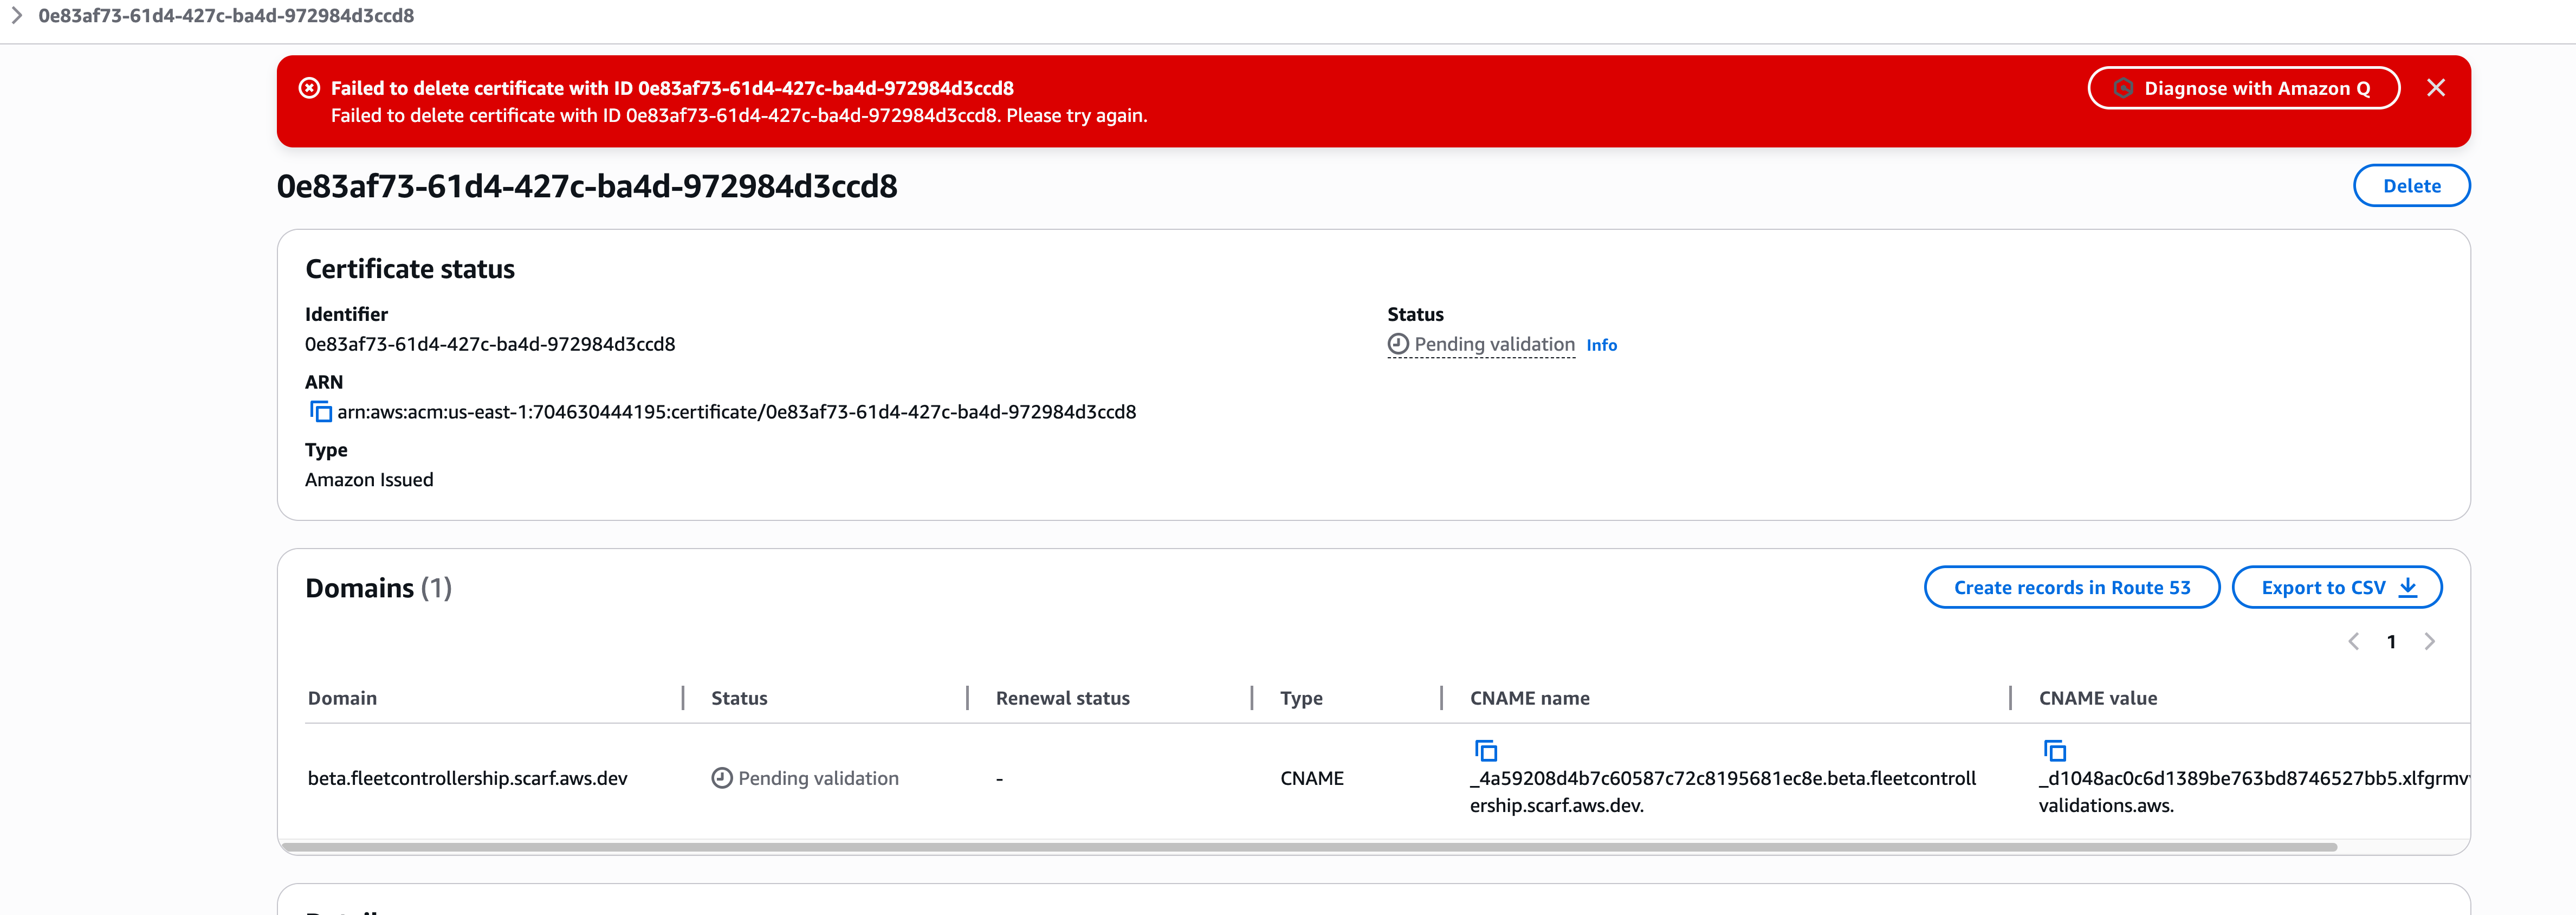 0e83af73-61d4-427c-ba4d-972984d3ccd8
Failed to delete certificate with ID 0e83af73-61d4-427c-ba4d-972984d3ccd8
Diagnose with Amazon Q
Failed to delete certificate with ID 0e83af73-61d4-427c-ba4d-972984d3ccd8. Please try again.
0e83af73-61d4-427c-ba4d-972984d3ccd8
Delete
Certificate status
Identifier
0e83af73-61d4-427c-ba4d-972984d3ccd8
Status
Pending validation Info
ARN
arn:aws:acm:us-east-1:704630444195:certificate/0e83af73-61d4-427c-ba4d-972984d3ccd8
Type
Amazon Issued
Domains (1)
Create records in Route 53
Export to CSV
1
Domain Status Renewal status Type CNAME name CNAME value
beta.fleetcontrollership.scarf.aws.dev
Pending validation
-
CNAME
_4a59208d4b7c60587c72c8195681ec8e.beta.fleetcontroll
ership.scarf.aws.dev.
_d1048ac0c6d1389be763bd8746527bb5.xlfgrmv
validations.aws.